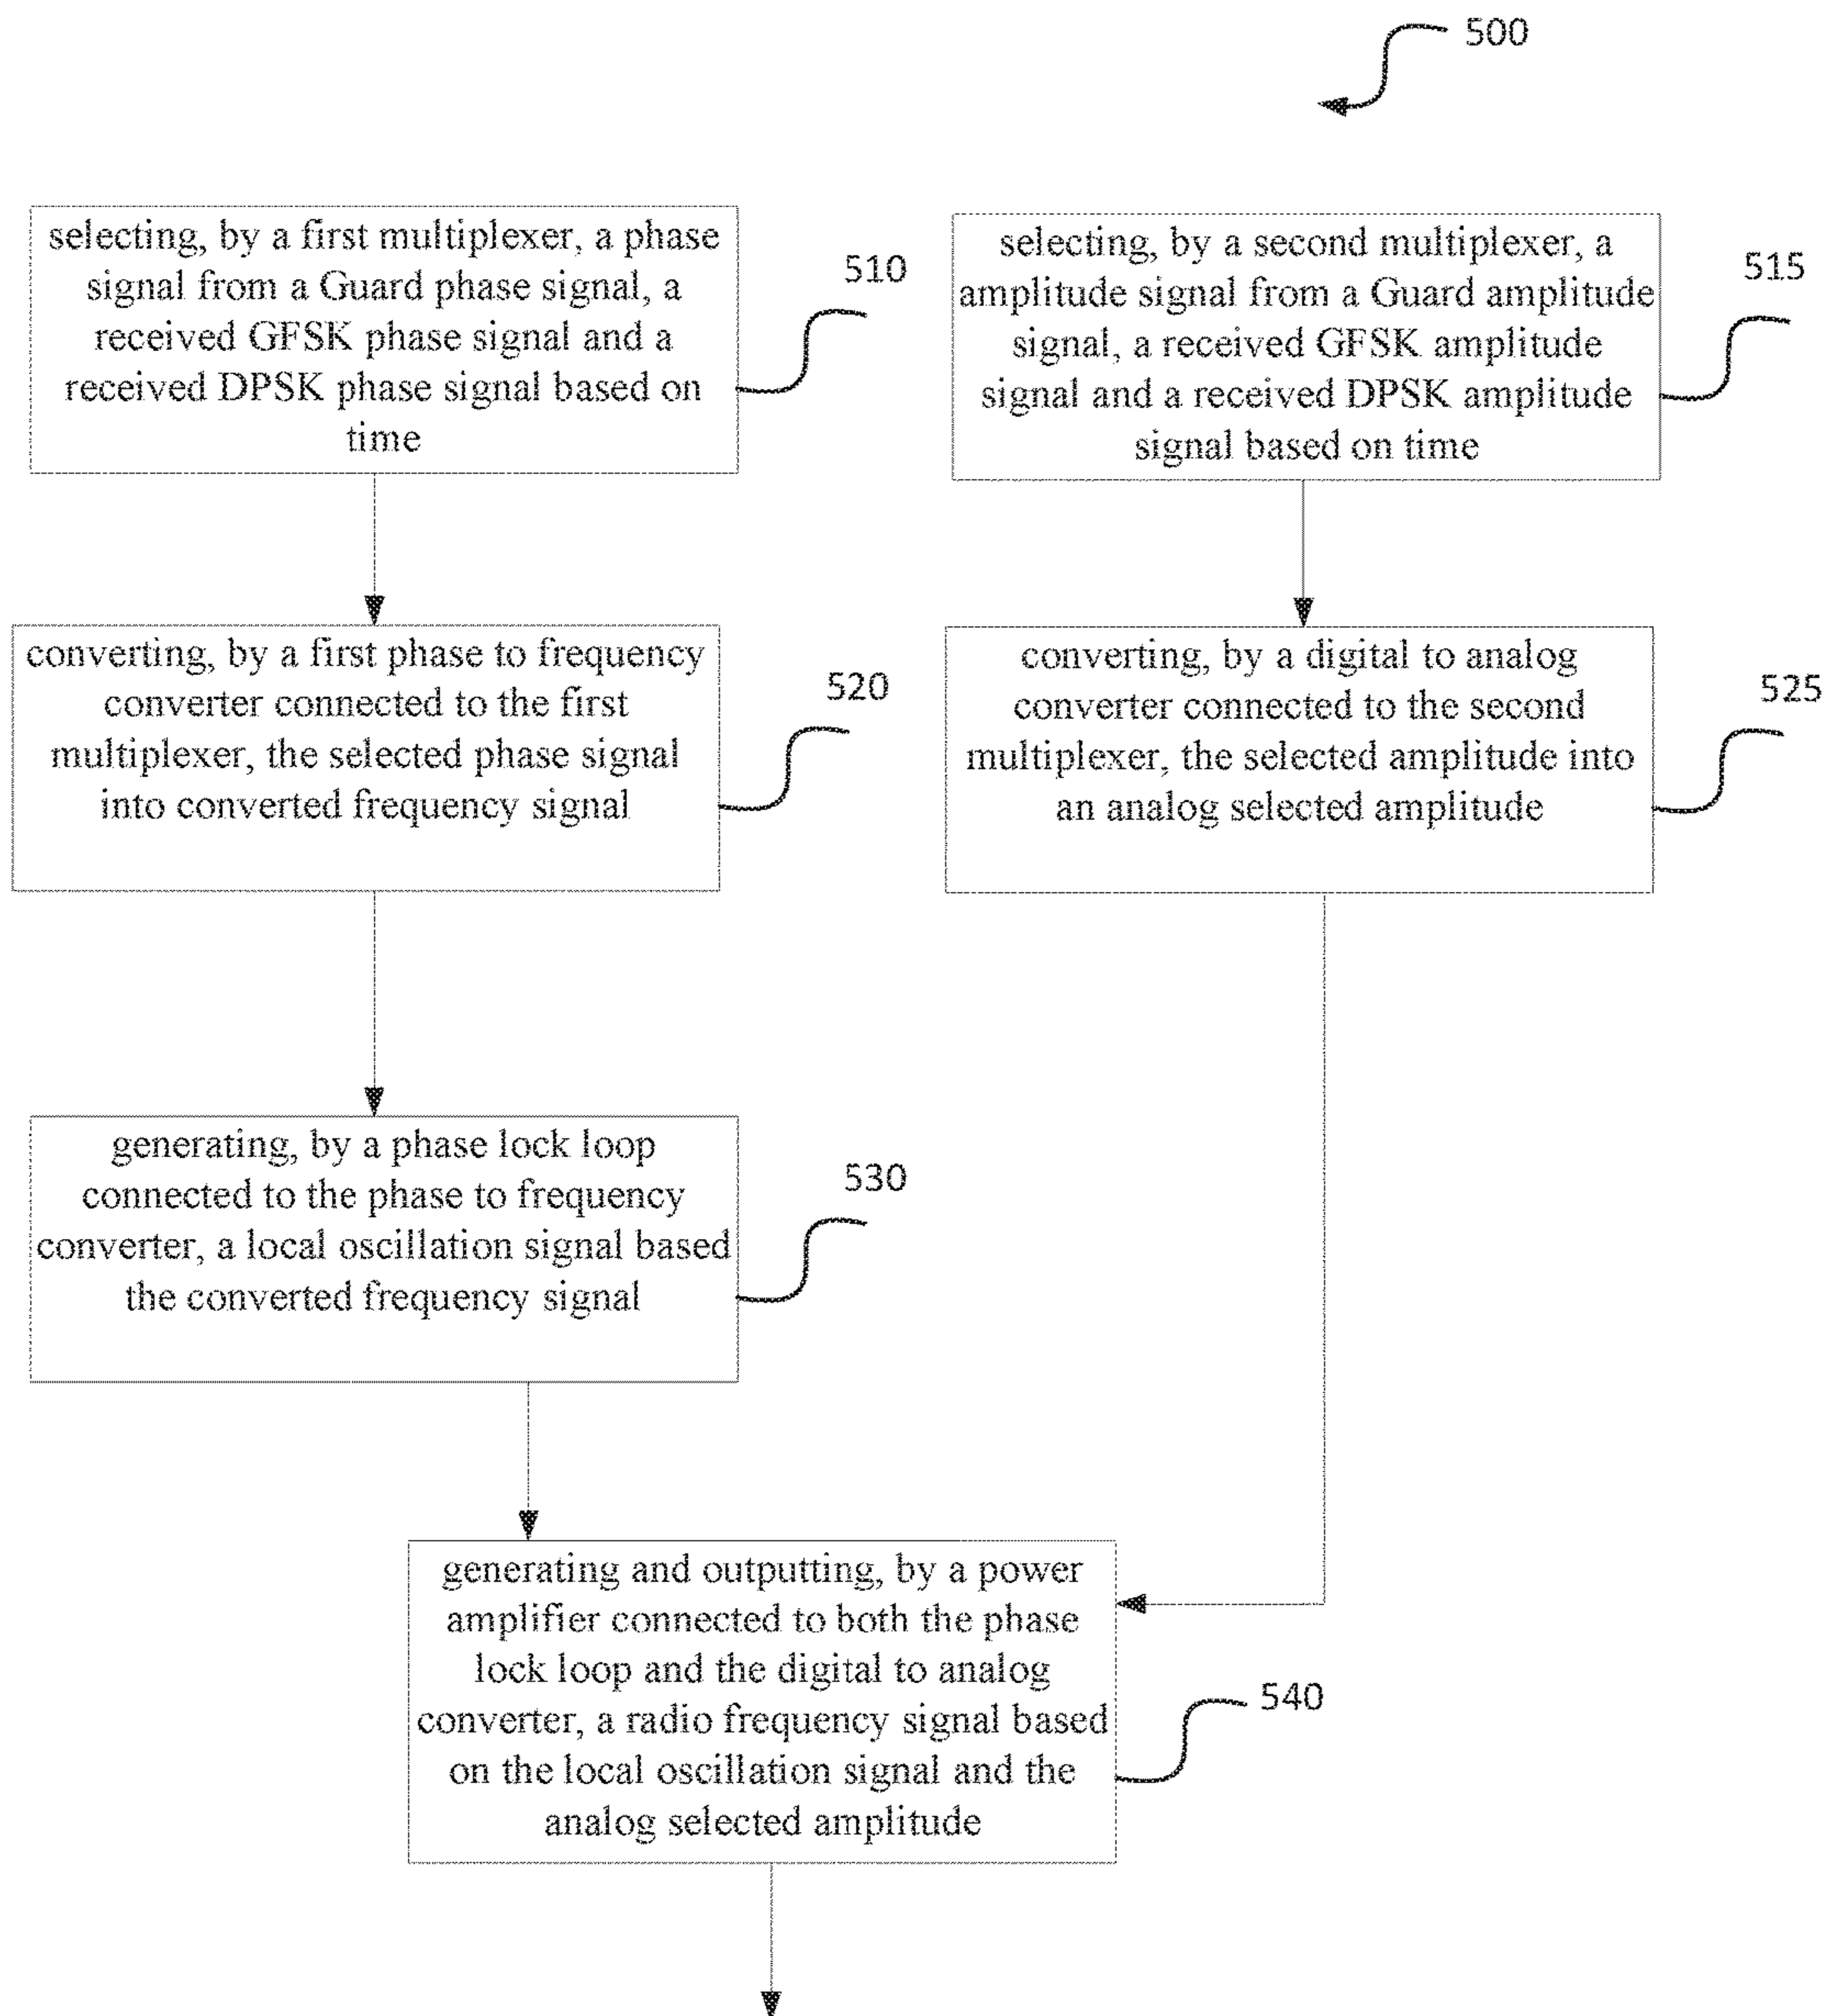 500
selecting, by a first multiplexer, a phase
signal from a Guard phase signal, a
received GFSK phase signal and a
received DPSK phase signal based on
time
510
selecting, by a second multiplexer, a
amplitude signal from a Guard amplitude
signal, a received GFSK amplitude
signal and a received DPSK amplitude
signal based on time
515
converting, by a first phase to frequency
converter connected to the first
multiplexer, the selected phase signal
into converted frequency signal
520
converting, by a digital to analog
converter connected to the second
multiplexer, the selected amplitude into
an analog selected amplitude
525
generating, by a phase lock loop
connected to the phase to frequency
converter, a local oscillation signal based
the converted frequency signal
530
generating and outputting, by a power
amplifier connected to both the phase
lock loop and the digital to analog
converter, a radio frequency signal based
on the local oscillation signal and the
analog selected amplitude
540